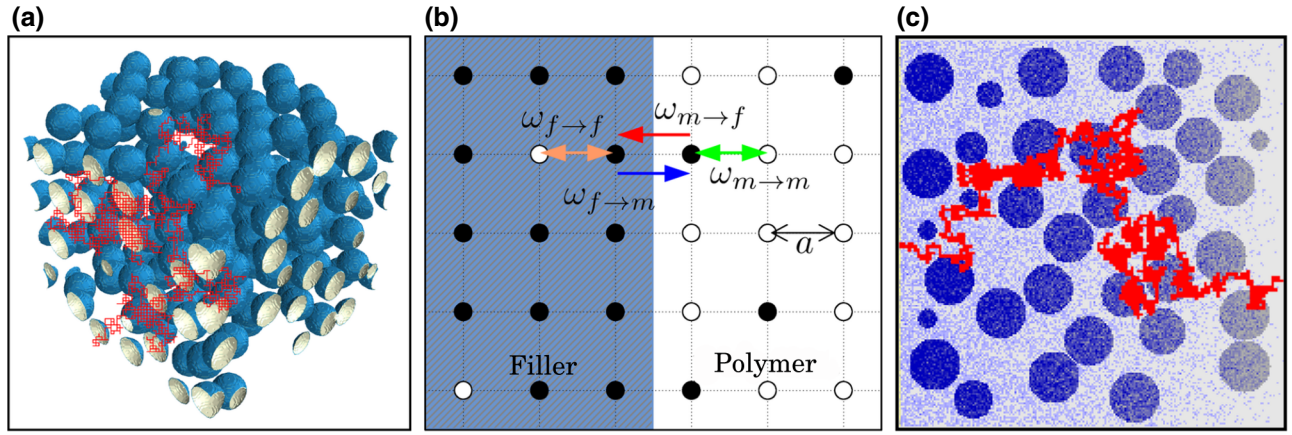 (a)
(b)
(c)
ω_{f→f}
ω_{m→f}
ω_{f→m}
ω_{m→m}
a
Filler
Polymer